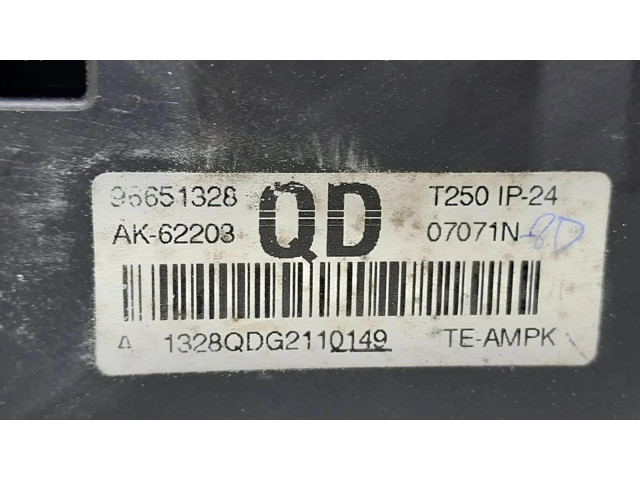 96651328 QD T250 IP-24
AK-62203 07071N-8D
A 1328QDG2110149 TE-AMPK